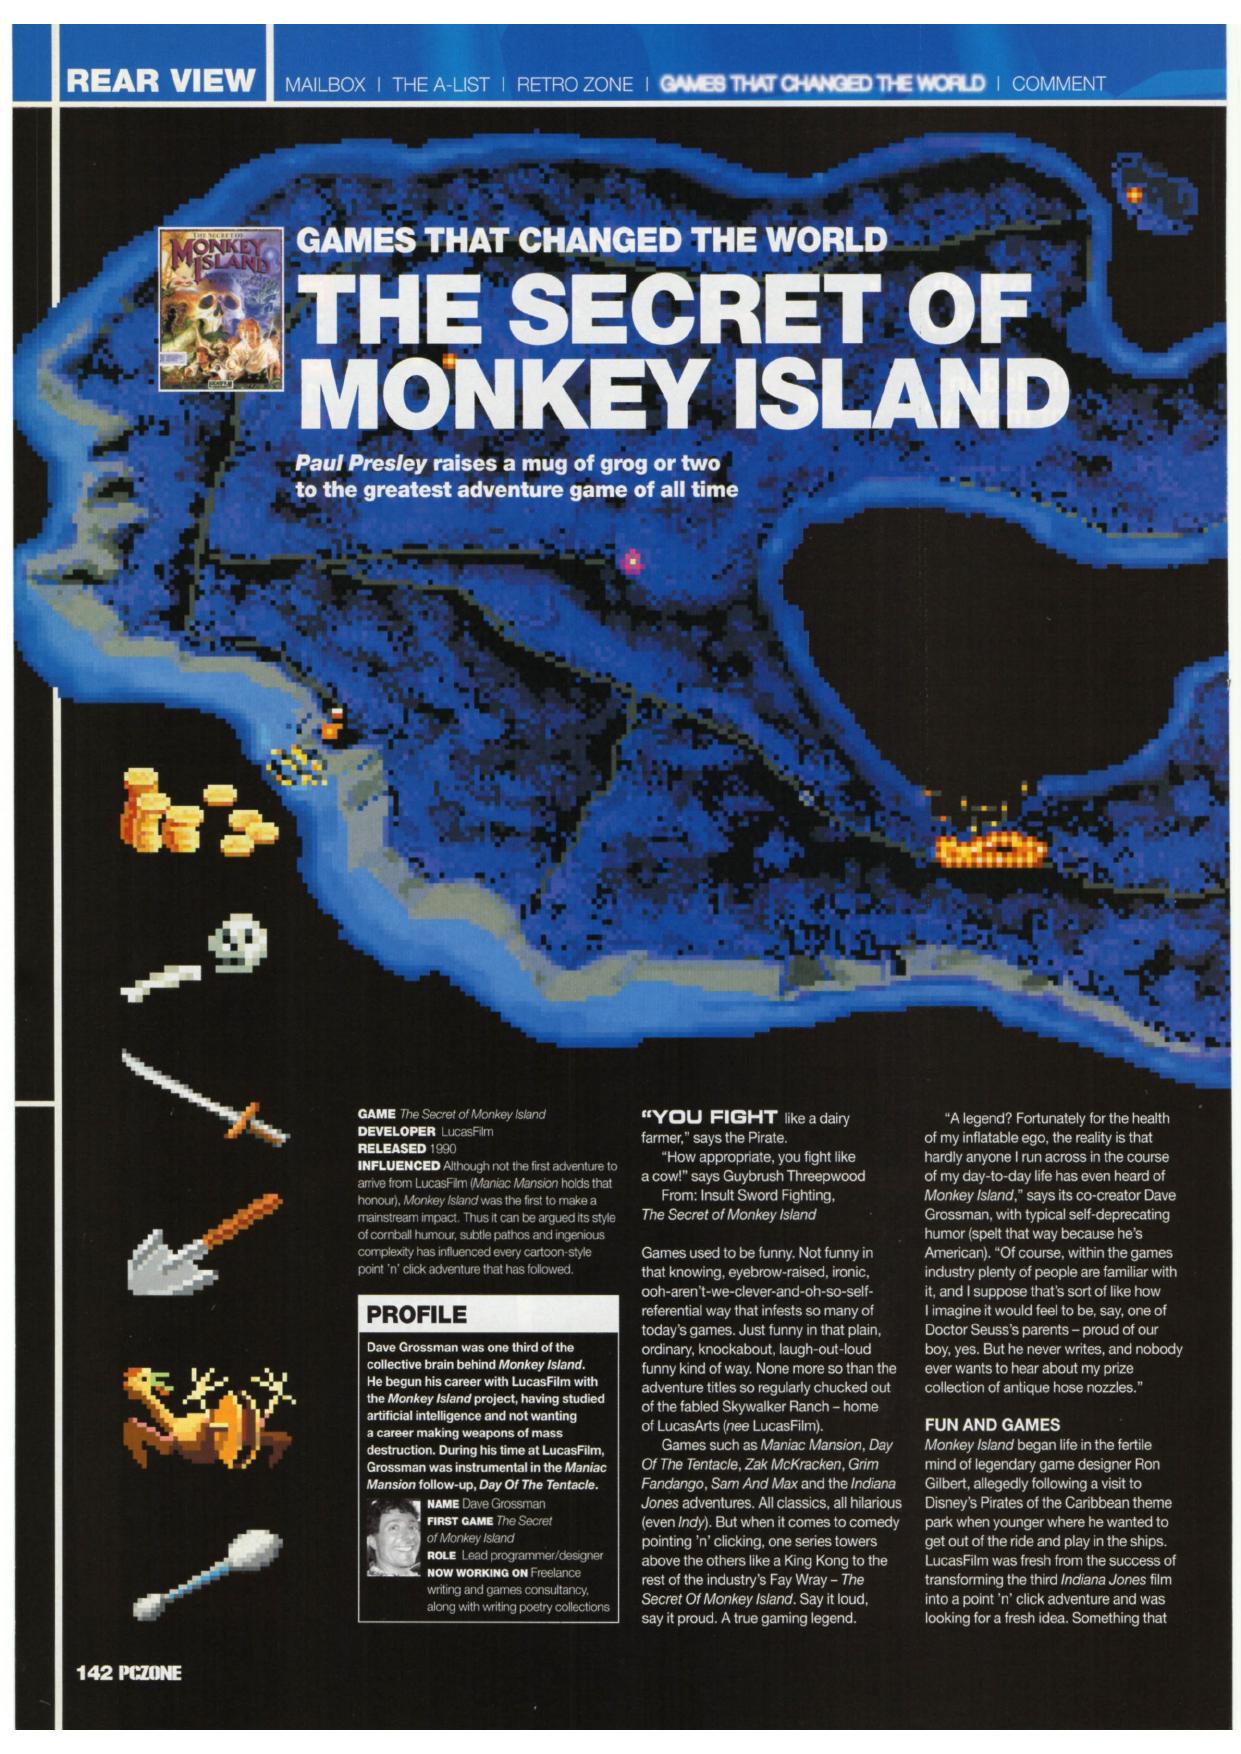 REAR VIEW
MAILBOX | THE A-LIST | RETRO ZONE | GAMES THAT CHANGED THE WORLD | COMMENT
THE SECRET OF
MONKEY
ISLAND
GAMES THAT CHANGED THE WORLD
THE SECRET OF
MONKEY ISLAND
Paul Presley raises a mug of grog or two
to the greatest adventure game of all time
GAME The Secret of Monkey Island
DEVELOPER LucasFilm
RELEASED 1990
INFLUENCED Although not the first adventure to
arrive from LucasFilm (Maniac Mansion holds that
honour), Monkey Island was the first to make a
mainstream impact. Thus it can be argued its style
of cornball humour, subtle pathos and ingenious
complexity has influenced every cartoon-style
point 'n' click adventure that has followed.
PROFILE
Dave Grossman was one third of the
collective brain behind Monkey Island.
He begun his career with LucasFilm with
the Monkey Island project, having studied
artificial intelligence and not wanting
a career making weapons of mass
destruction. During his time at LucasFilm,
Grossman was instrumental in the Maniac
Mansion follow-up, Day Of The Tentacle.
NAME Dave Grossman
FIRST GAME The Secret
of Monkey Island
ROLE Lead programmer/designer
NOW WORKING ON Freelance
writing and games consultancy,
along with writing poetry collections
"YOU FIGHT like a dairy
farmer," says the Pirate.
"How appropriate, you fight like
a cow!" says Guybrush Threepwood
From: Insult Sword Fighting,
The Secret of Monkey Island
Games used to be funny. Not funny in
that knowing, eyebrow-raised, ironic,
ooh-aren't-we-clever-and-oh-so-self-
referential way that infests so many of
today's games. Just funny in that plain,
ordinary, knockabout, laugh-out-loud
funny kind of way. None more so than the
adventure titles so regularly chucked out
of the fabled Skywalker Ranch – home
of LucasArts (nee LucasFilm).
Games such as Maniac Mansion, Day
Of The Tentacle, Zak McKracken, Grim
Fandango, Sam And Max and the Indiana
Jones adventures. All classics, all hilarious
(even Indy). But when it comes to comedy
pointing 'n' clicking, one series towers
above the others like a King Kong to the
rest of the industry's Fay Wray – The
Secret Of Monkey Island. Say it loud,
say it proud. A true gaming legend.
"A legend? Fortunately for the health
of my inflatable ego, the reality is that
hardly anyone I run across in the course
of my day-to-day life has even heard of
Monkey Island," says its co-creator Dave
Grossman, with typical self-deprecating
humor (spelt that way because he's
American). "Of course, within the games
industry plenty of people are familiar with
it, and I suppose that's sort of like how
I imagine it would feel to be, say, one of
Doctor Seuss's parents – proud of our
boy, yes. But he never writes, and nobody
ever wants to hear about my prize
collection of antique hose nozzles."
FUN AND GAMES
Monkey Island began life in the fertile
mind of legendary game designer Ron
Gilbert, allegedly following a visit to
Disney's Pirates of the Caribbean theme
park when younger where he wanted to
get out of the ride and play in the ships.
LucasFilm was fresh from the success of
transforming the third Indiana Jones film
into a point 'n' click adventure and was
looking for a fresh idea. Something that
142 PCZONE